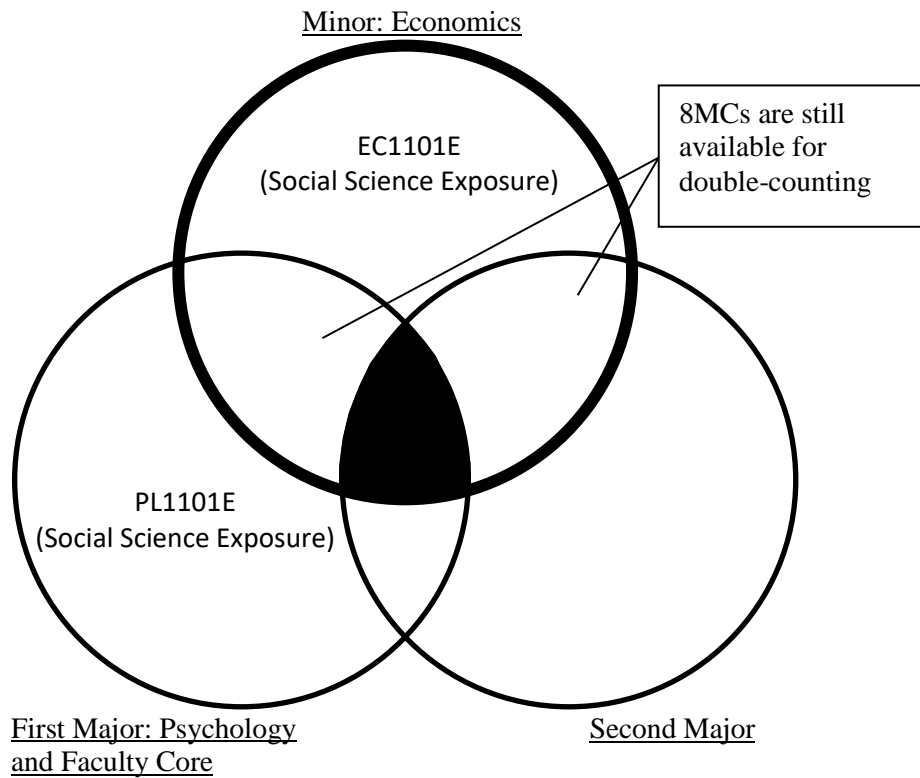 Minor: Economics
8MCs are still
available for
double-counting
EC1101E
(Social Science Exposure)
PL1101E
(Social Science Exposure)
First Major: Psychology
and Faculty Core
Second Major